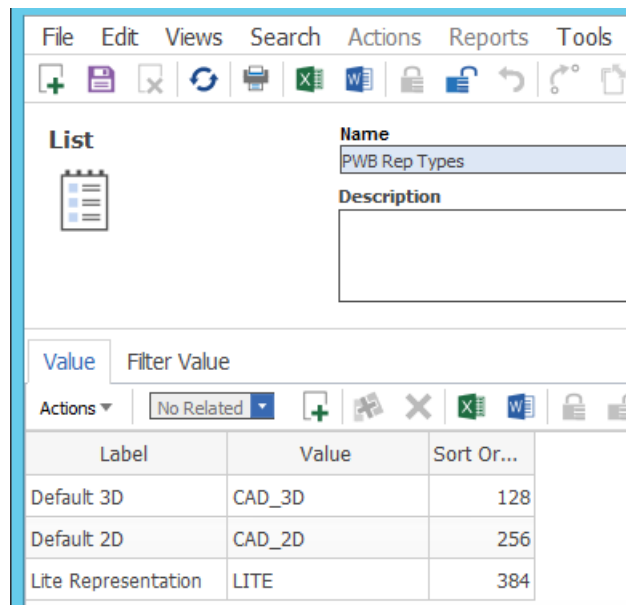 File Edit Views Search Actions Reports Tools
List
Name
PWB Rep Types
Description
Value Filter Value
Actions No Related
Label Value Sort Or...
Default 3D CAD_3D 128
Default 2D CAD_2D 256
Lite Representation LITE 384